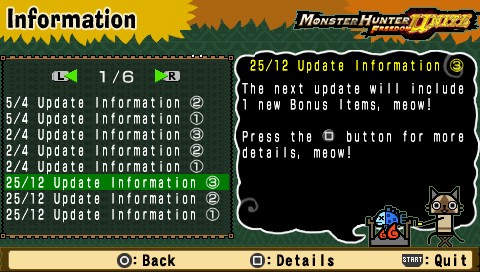 Information
MONSTER HUNTER
FREEDOM UNITE
L 1/6 R
5/4 Update Information ②
5/4 Update Information ①
2/4 Update Information ③
2/4 Update Information ②
2/4 Update Information ①
25/12 Update Information ③
25/12 Update Information ②
25/12 Update Information ①
25/12 Update Information ③
The next update will include
1 new Bonus Items, meow!
Press the □ button for more
details, meow!
○: Back
□: Details
START: Quit